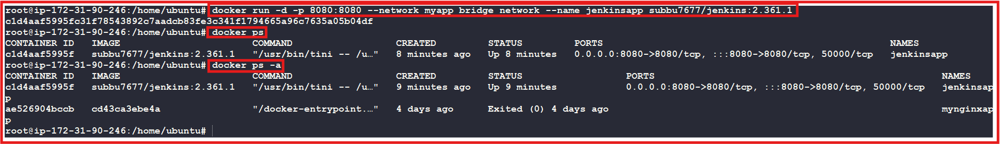 root@ip-172-31-90-246:/home/ubuntu# docker run -d -p 8080:8080 --network myapp bridge network --name jenkinsapp subbu7677/jenkins:2.361.1
c1d4aaf5995fc31f78543892c7aadcb83fe3c341f1794665a96c7635a05b04df
root@ip-172-31-90-246:/home/ubuntu# docker ps
CONTAINER ID   IMAGE                       COMMAND                  CREATED         STATUS         PORTS                                                  NAMES
c1d4aaf5995f   subbu7677/jenkins:2.361.1   "/usr/bin/tini -- /u…"   8 minutes ago   Up 8 minutes   0.0.0.0:8080->8080/tcp, :::8080->8080/tcp, 50000/tcp   jenkinsapp
root@ip-172-31-90-246:/home/ubuntu# docker ps -a
CONTAINER ID   IMAGE                       COMMAND                  CREATED         STATUS                  PORTS                                                  NAMES
c1d4aaf5995f   subbu7677/jenkins:2.361.1   "/usr/bin/tini -- /u…"   9 minutes ago   Up 9 minutes            0.0.0.0:8080->8080/tcp, :::8080->8080/tcp, 50000/tcp   jenkinsap
p
ae526904bccb   cd43ca3ebe4a                "/docker-entrypoint.…"   4 days ago      Exited (0) 4 days ago                                                          mynginxap
p
root@ip-172-31-90-246:/home/ubuntu#